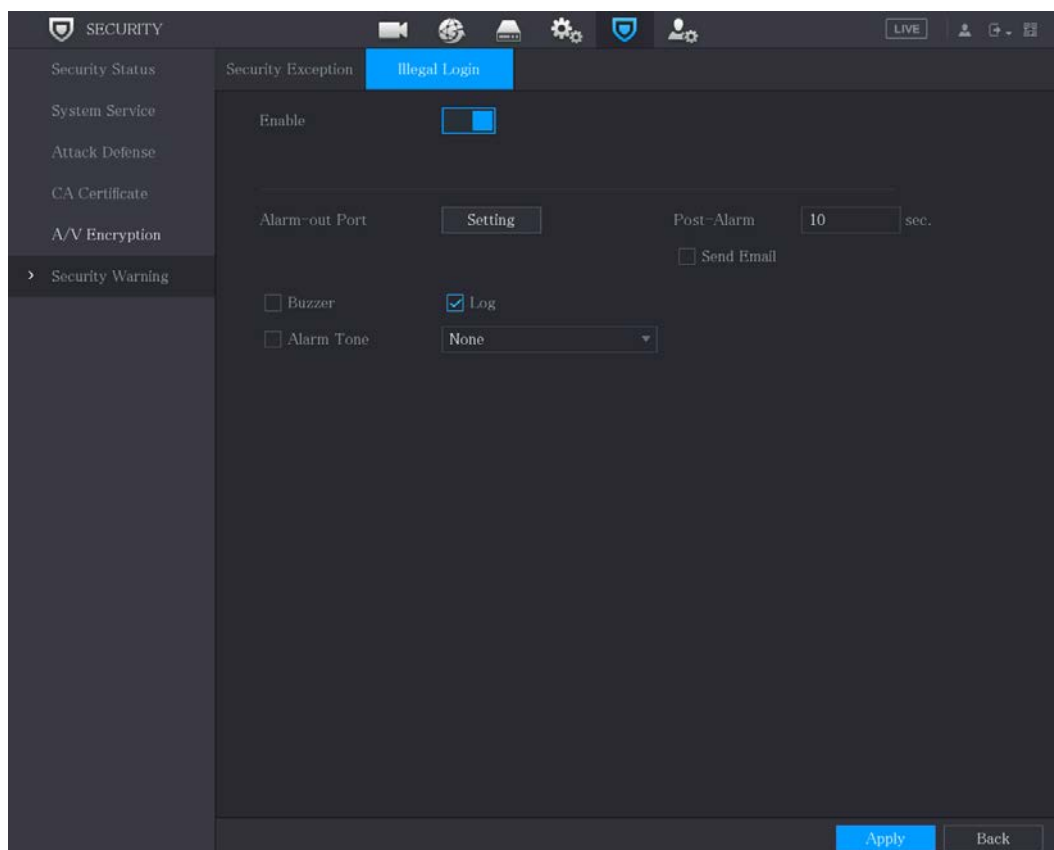 SECURITY
LIVE
Security Status
System Service
Attack Defense
CA Certificate
A/V Encryption
Security Warning
Security Exception
Illegal Login
Enable
Alarm-out Port
Setting
Post-Alarm
10
sec.
Send Email
Buzzer
Log
Alarm Tone
None
Apply
Back